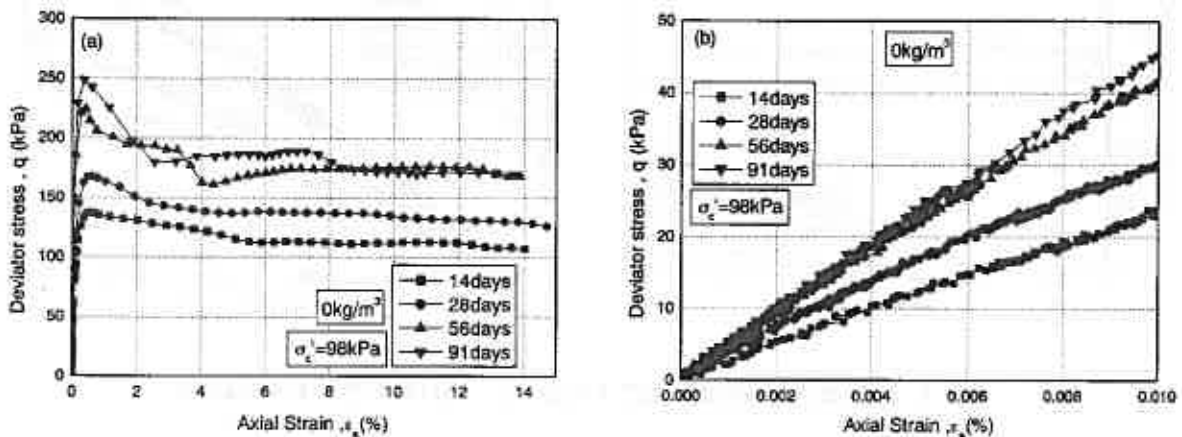 (a)
300
250
200
150
100
50
0
Deviator stress , q (kPa)
0kg/m³
σc'=98kPa
14days
28days
56days
91days
0 2 4 6 8 10 12 14
Axial Strain ,εa(%)
(b)
50
40
30
20
10
0
Deviator stress , q (kPa)
0kg/m³
14days
28days
56days
91days
σc'=98kPa
0.000 0.002 0.004 0.006 0.008 0.010
Axial Strain ,εa(%)